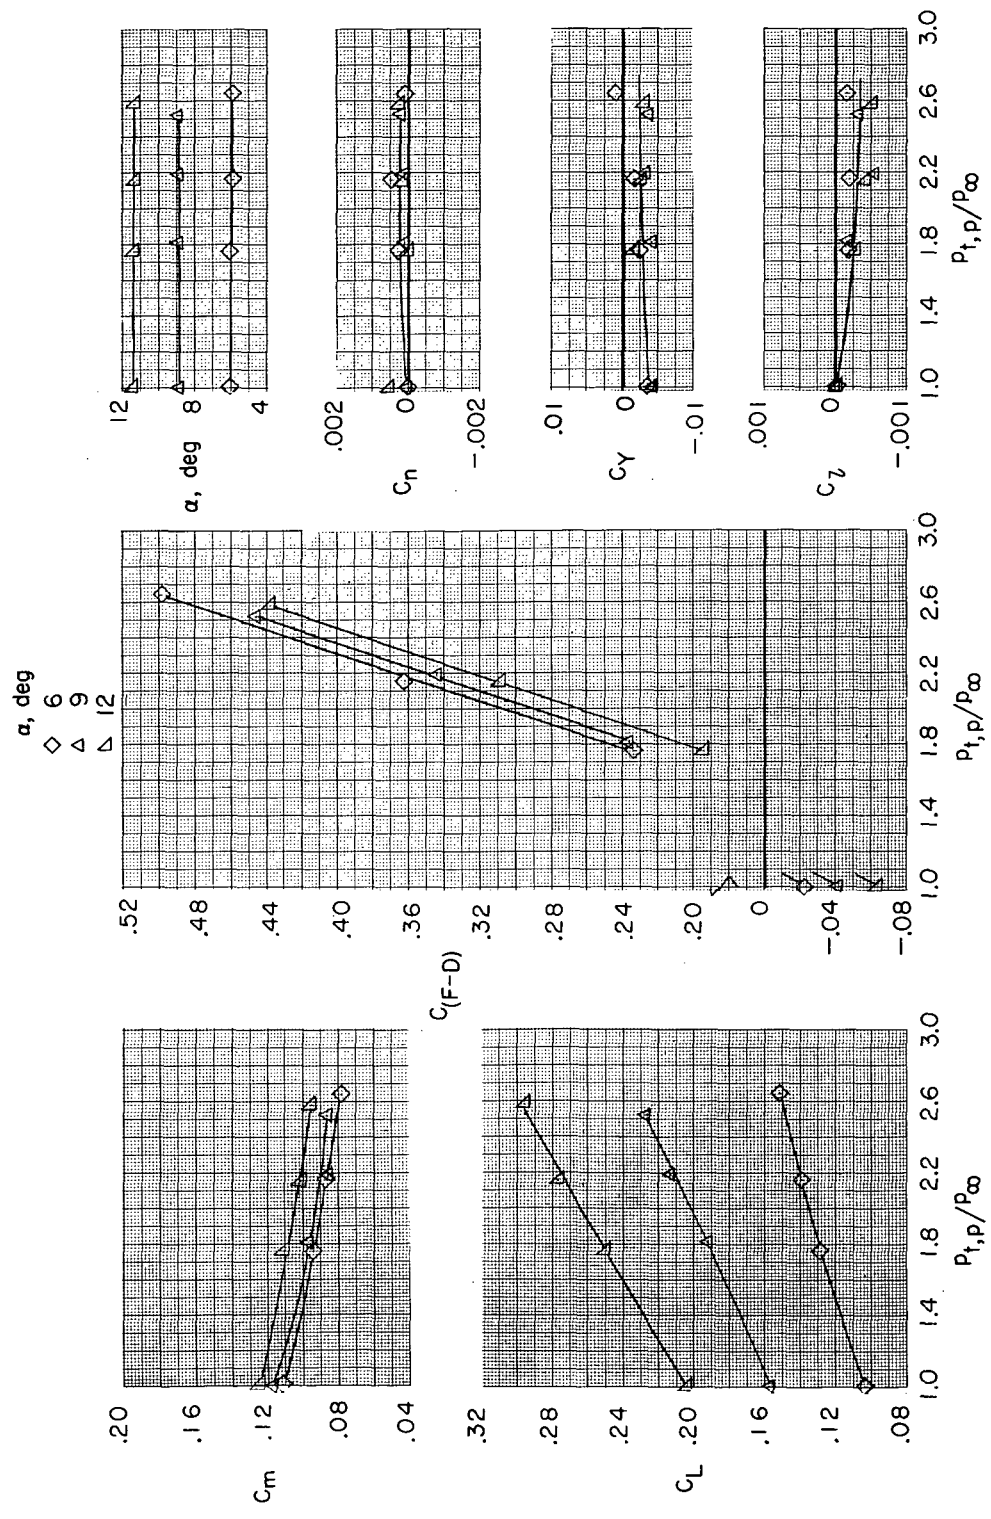 α, deg
6
9
12
.20
.16
.12
.08
.04
Cm
.32
.28
.24
.20
.16
.12
.08
CL
1.0 1.4 1.8 2.2 2.6 3.0
pt,p/p∞
.52
.48
.44
.40
.36
.32
.28
.24
.20
0
-.04
-.08
C(F-D)
1.0 1.4 1.8 2.2 2.6 3.0
pt,p/p∞
12
8
4
α, deg
.002
0
-.002
Cn
.01
0
-.01
CY
.001
0
-.001
Cl
1.0 1.4 1.8 2.2 2.6 3.0
pt,p/p∞